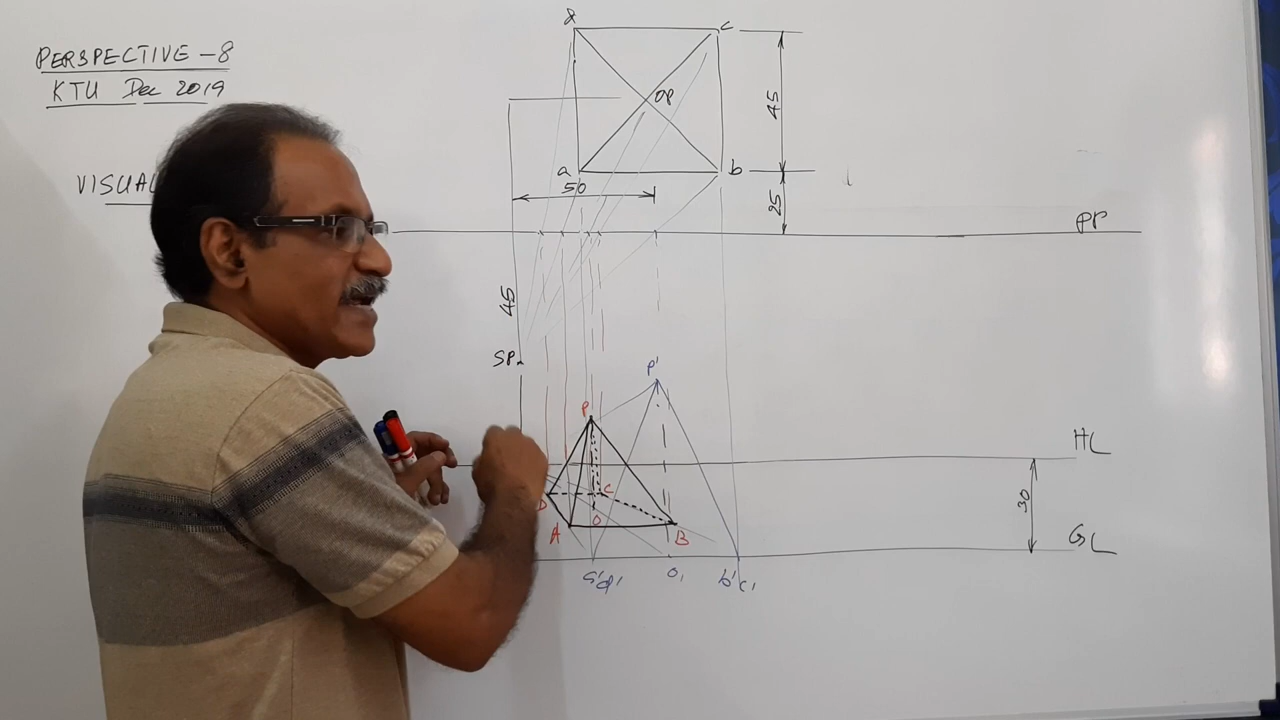 PERSPECTIVE - 8
KTU Dec 2019
VISUAL
d
c
op
45
a
b
50
25
PP
45
SP
P'
P
HL
D
C
30
O
A
B
GL
a'd'
O1
b'c'